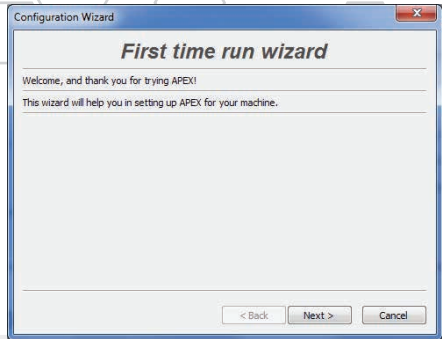 Configuration Wizard
First time run wizard
Welcome, and thank you for trying APEX!
This wizard will help you in setting up APEX for your machine.
< Back Next > Cancel